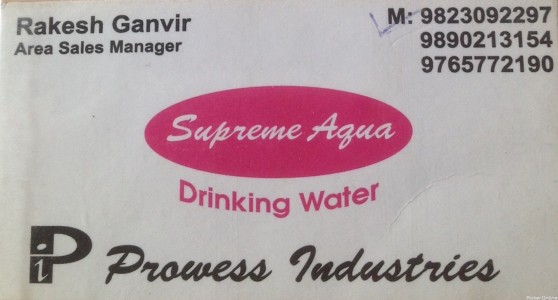 Rakesh Ganvir
Area Sales Manager
M: 9823092297
9890213154
9765772190
Supreme Aqua
Drinking Water
Pi Prowess Industries